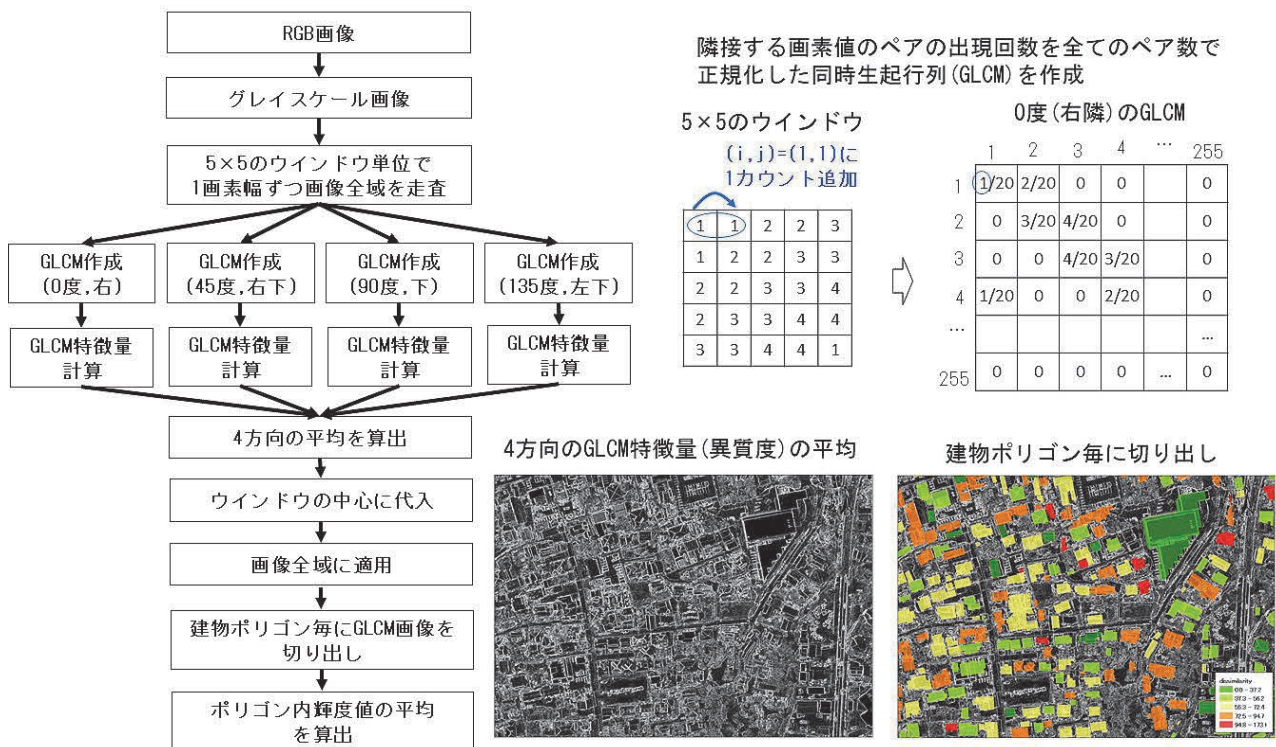 RGB画像
グレイスケール画像
5×5のウインドウ単位で
1画素幅ずつ画像全域を走査
GLCM作成
(0度,右)
GLCM作成
(45度,右下)
GLCM作成
(90度,下)
GLCM作成
(135度,左下)
GLCM特徴量
計算
GLCM特徴量
計算
GLCM特徴量
計算
GLCM特徴量
計算
4方向の平均を算出
ウインドウの中心に代入
画像全域に適用
建物ポリゴン毎にGLCM画像を
切り出し
ポリゴン内輝度値の平均
を算出
隣接する画素値のペアの出現回数を全てのペア数で
正規化した同時生起行列(GLCM)を作成
5×5のウインドウ
(i,j)=(1,1)に
1カウント追加
1 1 2 2 3
1 2 2 3 3
2 2 3 3 4
2 3 3 4 4
3 3 4 4 1
0度(右隣)のGLCM
1 2 3 4 … 255
1 1/20 2/20 0 0 0
2 0 3/20 4/20 0 0
3 0 0 4/20 3/20 0
4 1/20 0 0 2/20 0
… …
255 0 0 0 0 … 0
4方向のGLCM特徴量(異質度)の平均
建物ポリゴン毎に切り出し
dissimilarity